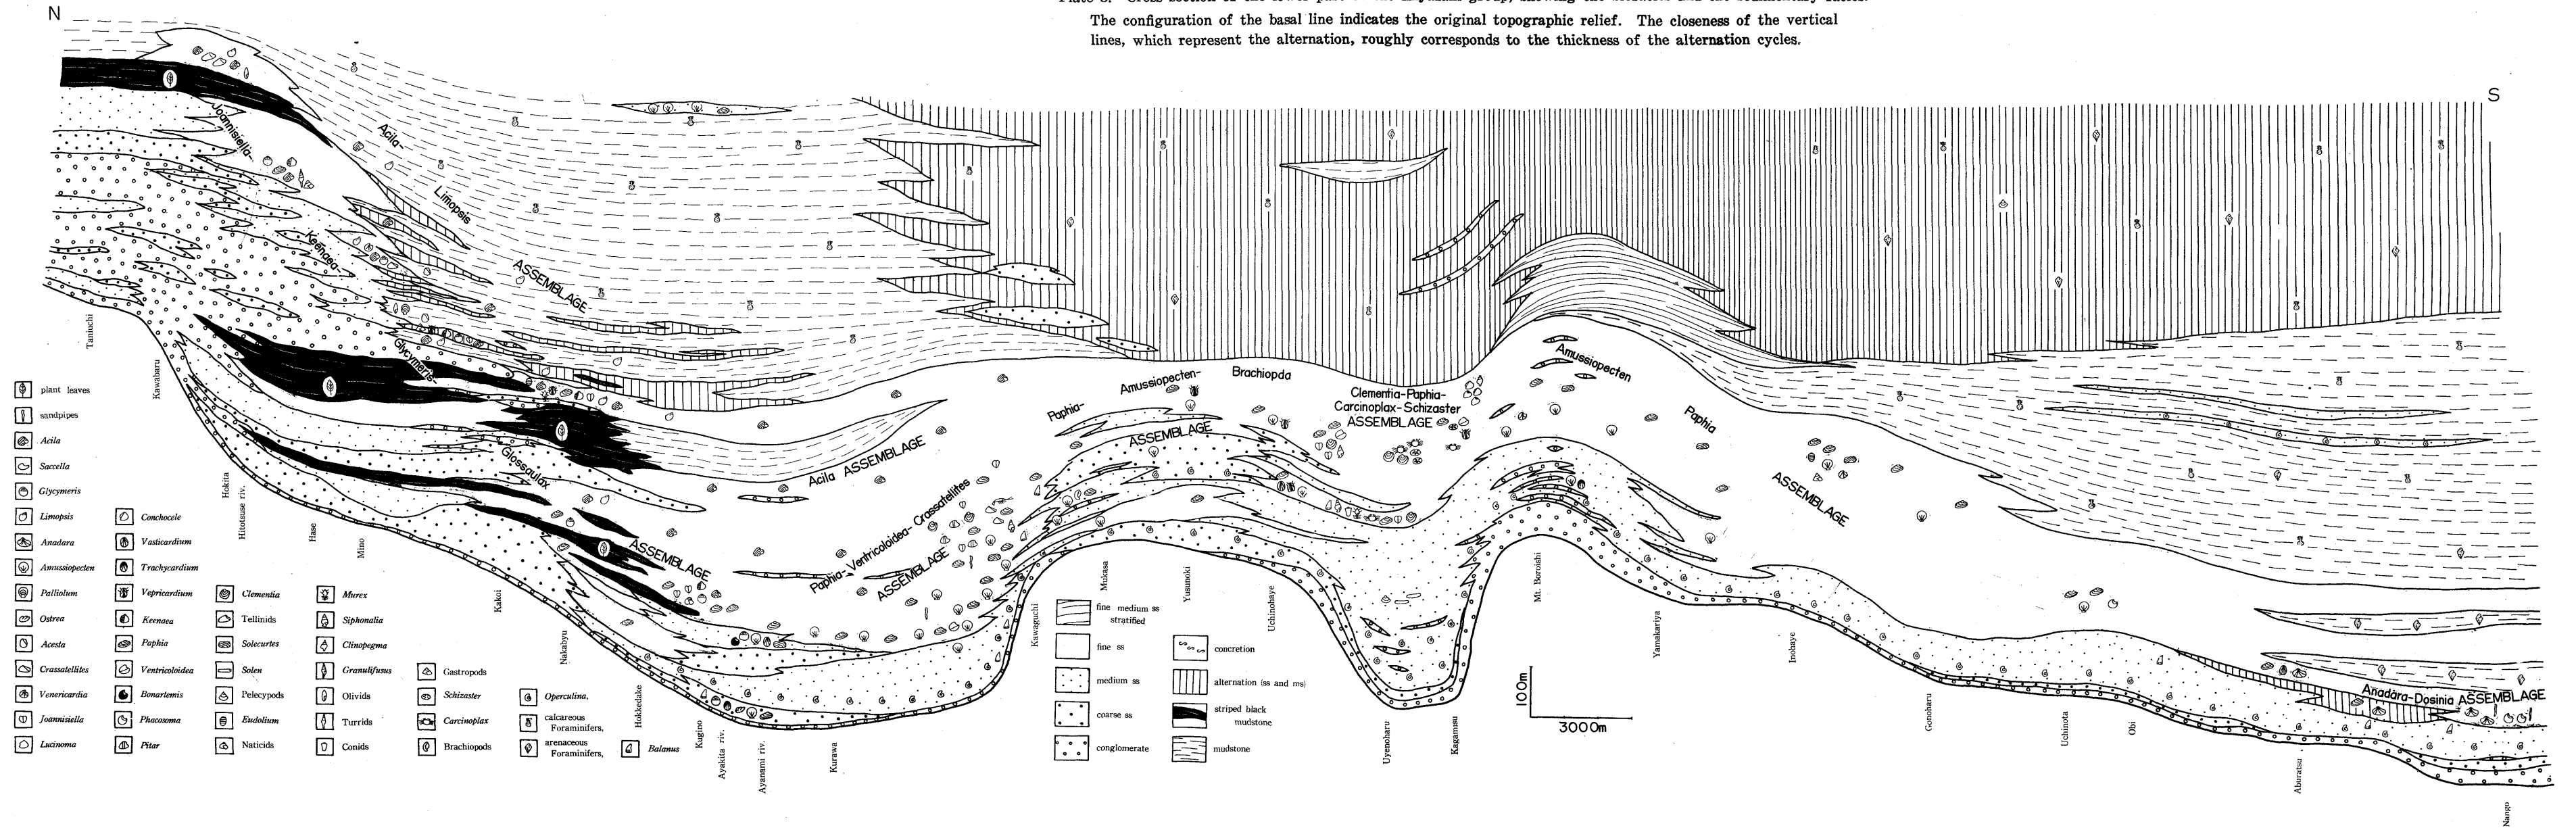 The configuration of the basal line indicates the original topographic relief. The closeness of the vertical
lines, which represent the alternation, roughly corresponds to the thickness of the alternation cycles.
N
S
Joannisiella-
Keenaea-
Glycymeris-
Glossaulax
ASSEMBLAGE
Acila-
Limopsis
ASSEMBLAGE
Acila ASSEMBLAGE
Paphia-Ventricoloidea-Crassatellites
ASSEMBLAGE
Paphia-
Amussiopecten-
Brachiopda
ASSEMBLAGE
Clementia-Paphia-
Carcinoplax-Schizaster
ASSEMBLAGE
Amussiopecten
Paphia
ASSEMBLAGE
Anadara-Dosinia ASSEMBLAGE
Taniuchi
Kawabaru
Hokita
Hitotsuse riv.
Hase
Mino
Kakoi
Nakabyu
Hokkedake
Kugino
Ayakita riv.
Ayanami riv.
Kurawa
Kawaguchi
Mukasa
Yusunoki
Uchinohaye
Uyenoharu
Kagamusu
Mt. Boroishi
Yamakariya
Inohaye
Gonoharu
Uchinota
Obi
Aburatsu
Nango
plant leaves
sandpipes
Acila
Saccella
Glycymeris
Limopsis
Anadara
Amussiopecten
Palliolum
Ostrea
Acesta
Crassatellites
Venericardia
Joannisiella
Lucinoma
Conchocele
Vasticardium
Trachycardium
Vepricardium
Keenaea
Paphia
Ventricoloidea
Bonartemis
Phacosoma
Pitar
Clementia
Tellinids
Solecurtes
Solen
Pelecypods
Eudolium
Naticids
Murex
Siphonalia
Clinopegma
Granulifusus
Olivids
Turrids
Conids
Gastropods
Schizaster
Carcinoplax
Brachiopods
Operculina,
calcareous
Foraminifers,
arenaceous
Foraminifers,
Balanus
fine medium ss
stratified
fine ss
medium ss
coarse ss
conglomerate
concretion
alternation (ss and ms)
striped black
mudstone
mudstone
100m
3000m